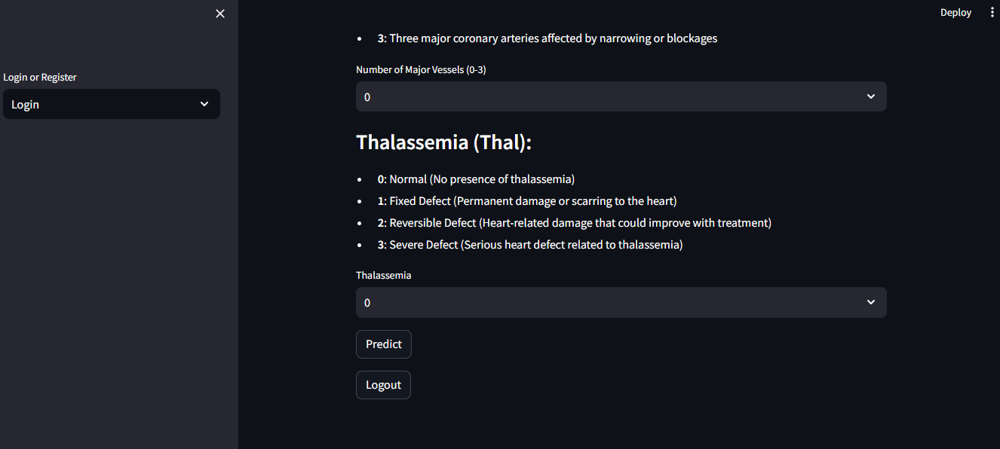 Deploy
Login or Register
Login
3: Three major coronary arteries affected by narrowing or blockages
Number of Major Vessels (0-3)
0
Thalassemia (Thal):
0: Normal (No presence of thalassemia)
1: Fixed Defect (Permanent damage or scarring to the heart)
2: Reversible Defect (Heart-related damage that could improve with treatment)
3: Severe Defect (Serious heart defect related to thalassemia)
Thalassemia
0
Predict
Logout